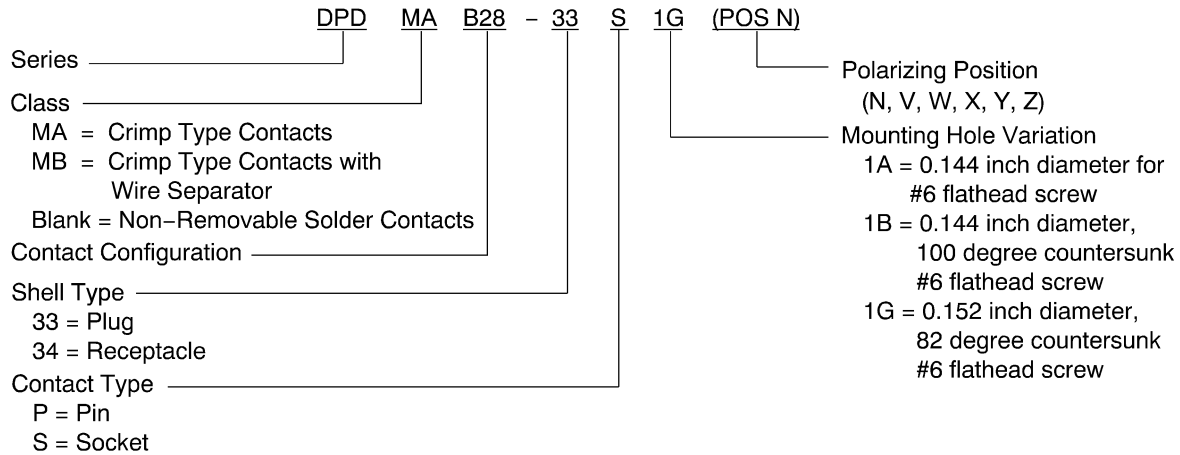 DPD MA B28 – 33 S 1G (POS N)
Series
Class
MA = Crimp Type Contacts
MB = Crimp Type Contacts with
Wire Separator
Blank = Non–Removable Solder Contacts
Contact Configuration
Shell Type
33 = Plug
34 = Receptacle
Contact Type
P = Pin
S = Socket
Polarizing Position
(N, V, W, X, Y, Z)
Mounting Hole Variation
1A = 0.144 inch diameter for
#6 flathead screw
1B = 0.144 inch diameter,
100 degree countersunk
#6 flathead screw
1G = 0.152 inch diameter,
82 degree countersunk
#6 flathead screw